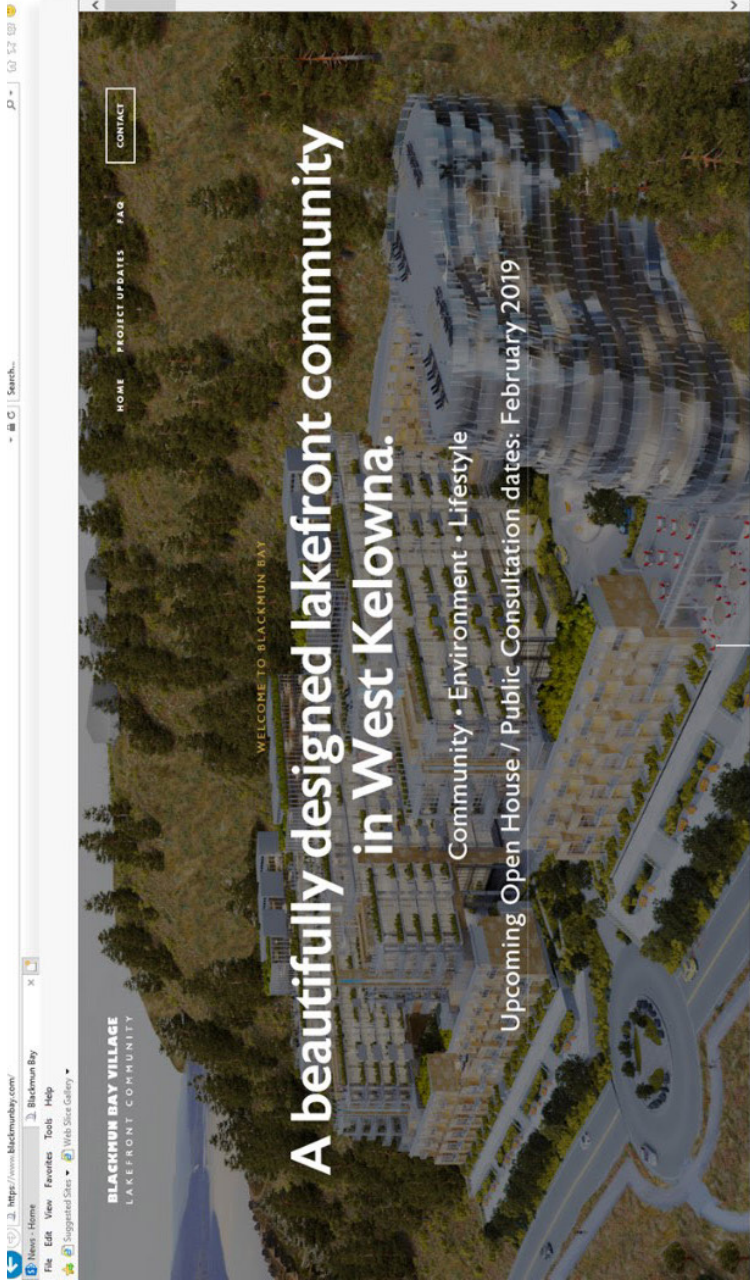 https://www.blackmunbay.com/
Search...
News - Home
Blackmun Bay
File Edit View Favorites Tools Help
Suggested Sites Web Slice Gallery
BLACKMUN BAY VILLAGE
LAKEFRONT COMMUNITY
HOME PROJECT UPDATES FAQ CONTACT
WELCOME TO BLACKMUN BAY
A beautifully designed lakefront community
in West Kelowna.
Community • Environment • Lifestyle
Upcoming Open House / Public Consultation dates: February 2019